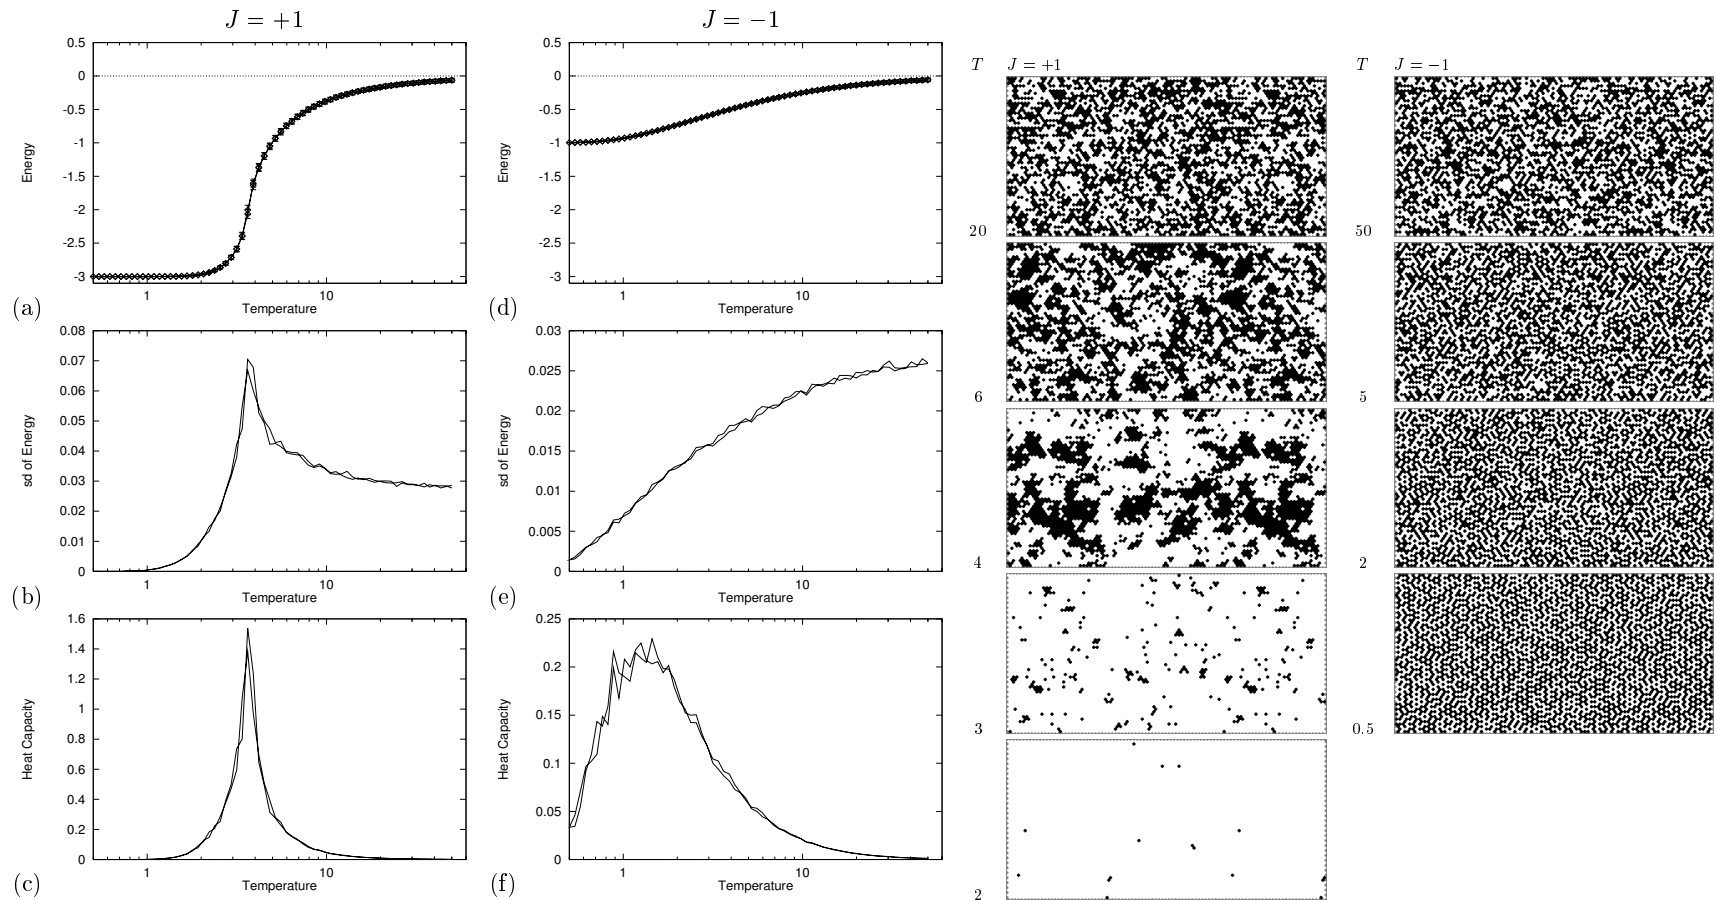 J = +1
0.5
0
-0.5
-1
-1.5
-2
-2.5
-3
Energy
1 10
Temperature
(a)
0.08
0.07
0.06
0.05
0.04
0.03
0.02
0.01
0
sd of Energy
1 10
Temperature
(b)
1.6
1.4
1.2
1
0.8
0.6
0.4
0.2
0
Heat Capacity
1 10
Temperature
(c)
J = −1
0.5
0
-0.5
-1
-1.5
-2
-2.5
-3
Energy
1 10
Temperature
(d)
0.03
0.025
0.02
0.015
0.01
0.005
0
sd of Energy
1 10
Temperature
(e)
0.25
0.2
0.15
0.1
0.05
0
Heat Capacity
1 10
Temperature
(f)
T J = +1
20
6
4
3
2
T J = −1
50
5
2
0.5